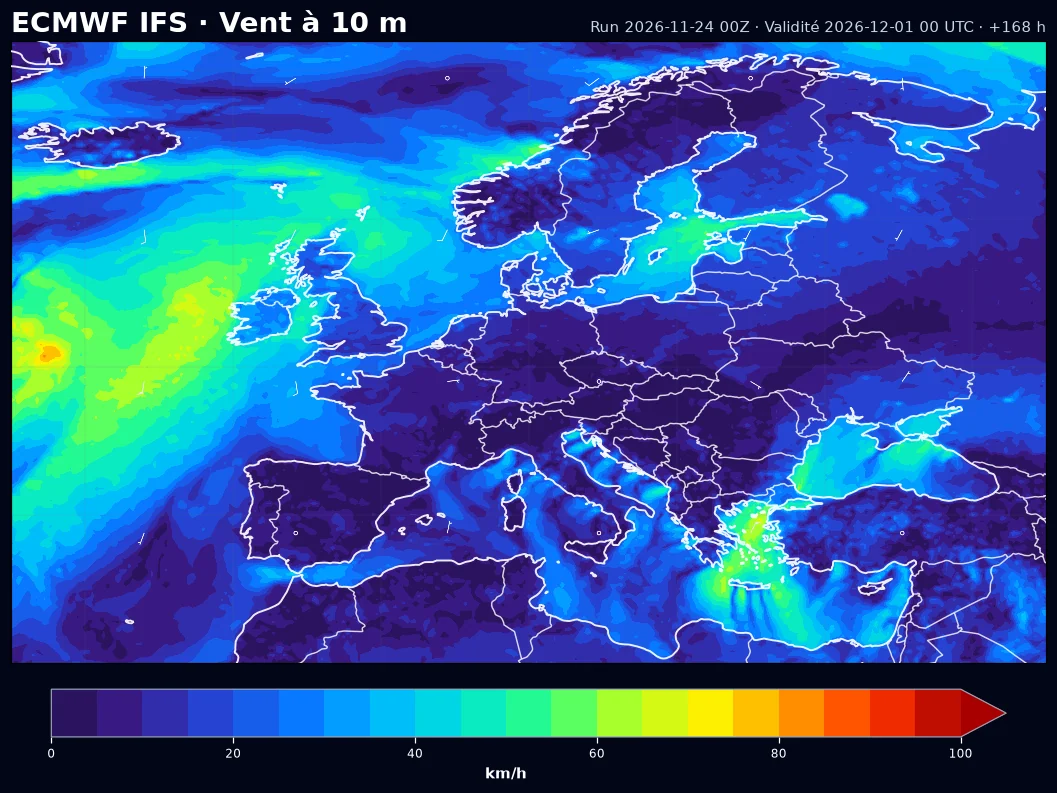 ECMWF IFS · Vent à 10 m
Run 2026-11-24 00Z · Validité 2026-12-01 00 UTC · +168 h
0 20 40 60 80 100
km/h